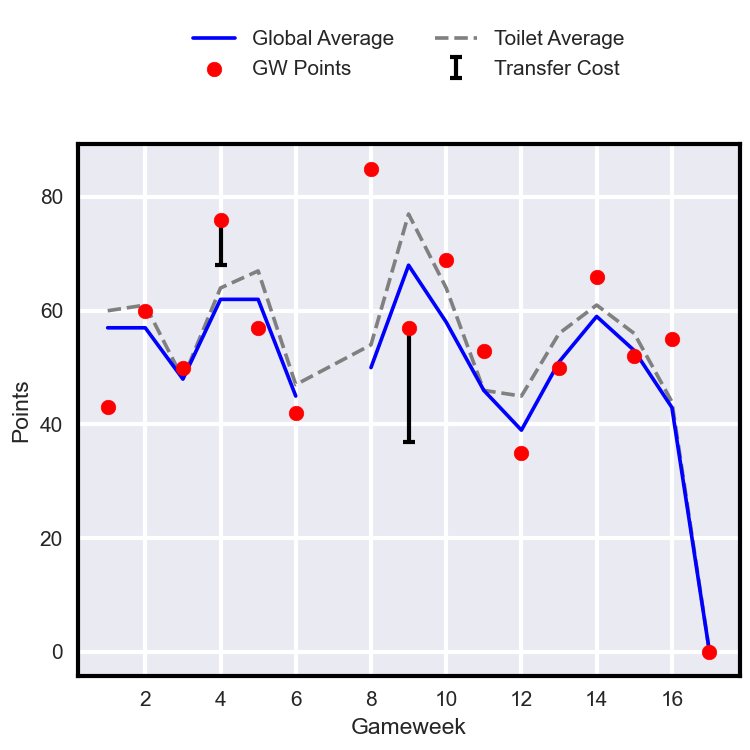 Global Average
Toilet Average
GW Points
Transfer Cost
80
60
40
20
0
Points
2 4 6 8 10 12 14 16
Gameweek